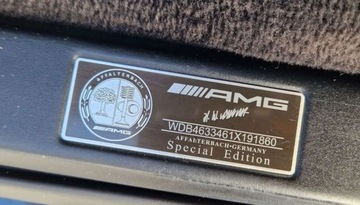 AFFALTERBACH
AMG
AMG
WDB4633461X191860
AFFALTERBACH·GERMANY
Special Edition